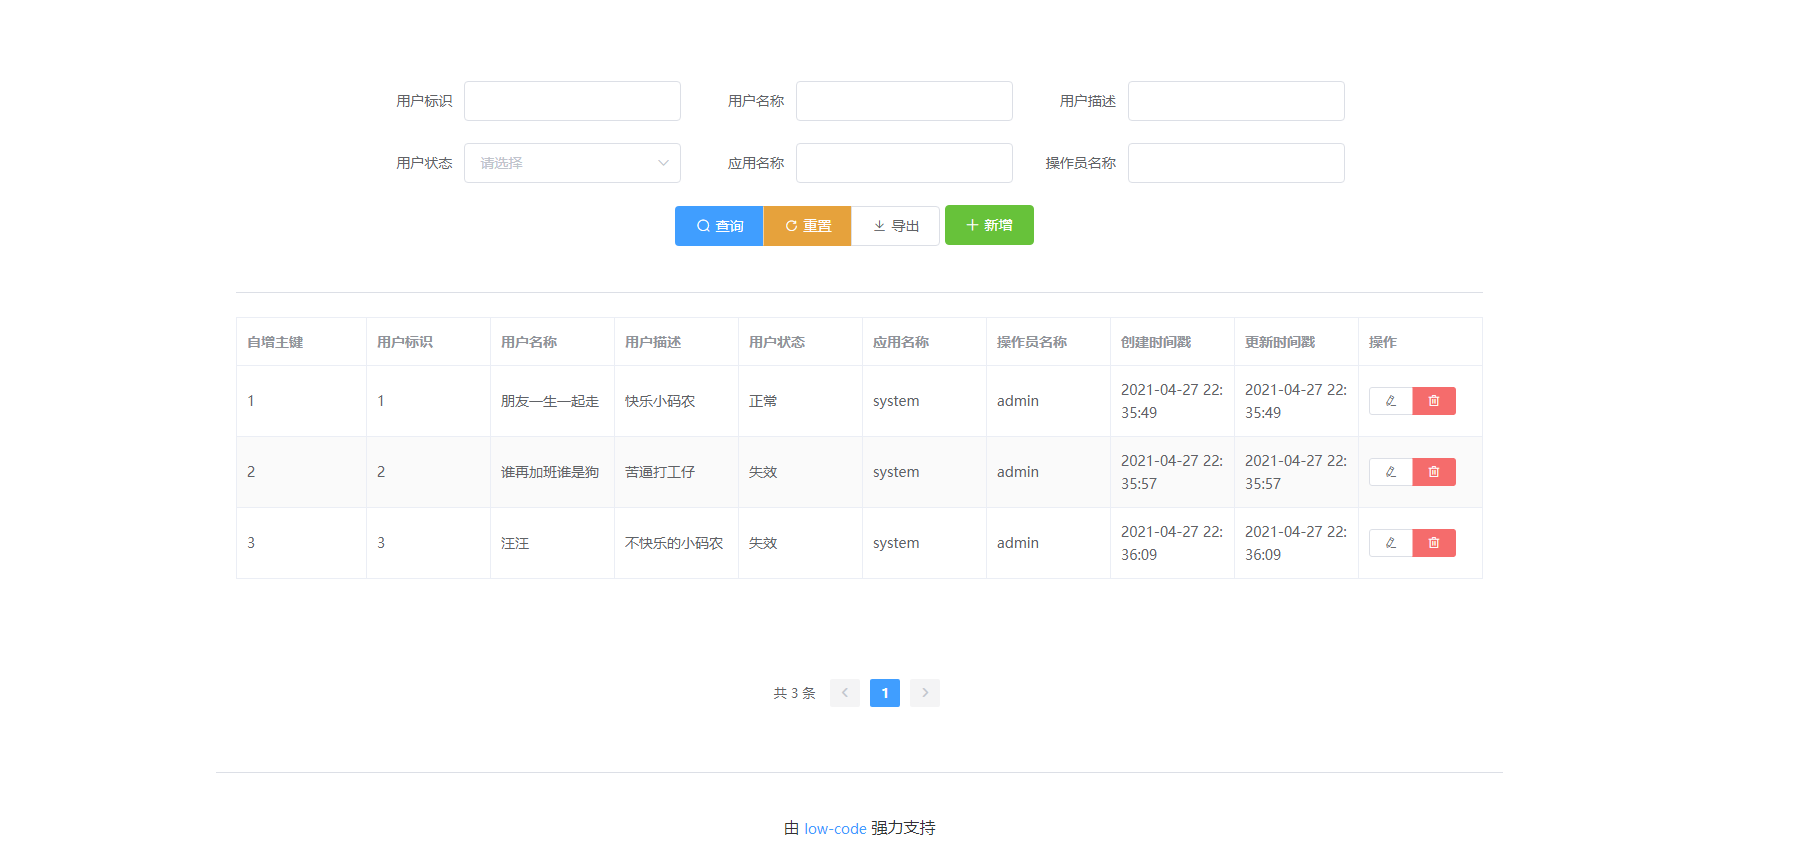 用户标识 用户名称 用户描述
用户状态 请选择 应用名称 操作员名称
查询 重置 导出 新增
自增主键 用户标识 用户名称 用户描述 用户状态 应用名称 操作员名称 创建时间戳 更新时间戳 操作
1 1 朋友一生一起走 快乐小码农 正常 system admin 2021-04-27 22:35:49 2021-04-27 22:35:49
2 2 谁再加班谁是狗 苦逼打工仔 失效 system admin 2021-04-27 22:35:57 2021-04-27 22:35:57
3 3 汪汪 不快乐的小码农 失效 system admin 2021-04-27 22:36:09 2021-04-27 22:36:09
共 3 条 1
由 low-code 强力支持